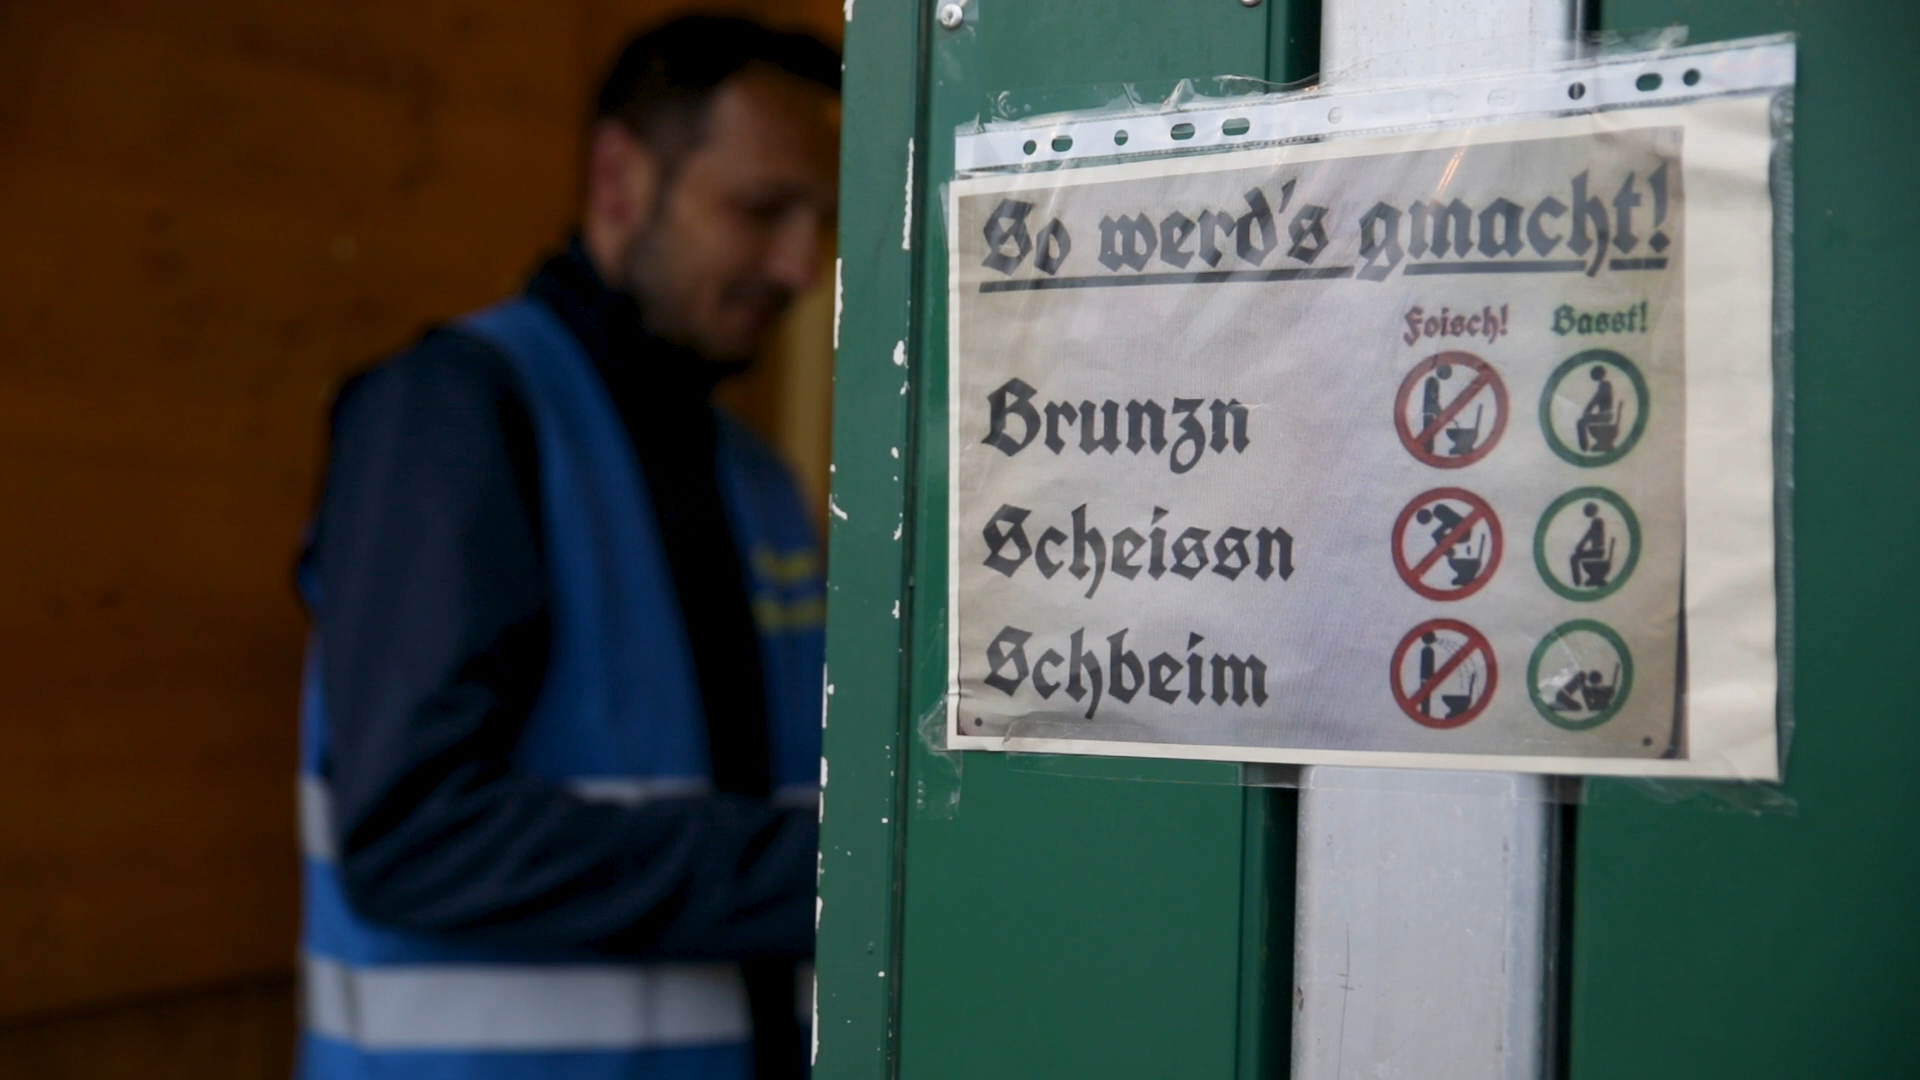 So werd's gmacht!
Foisch! Basst!
Brunzn
Scheissn
Schbeim